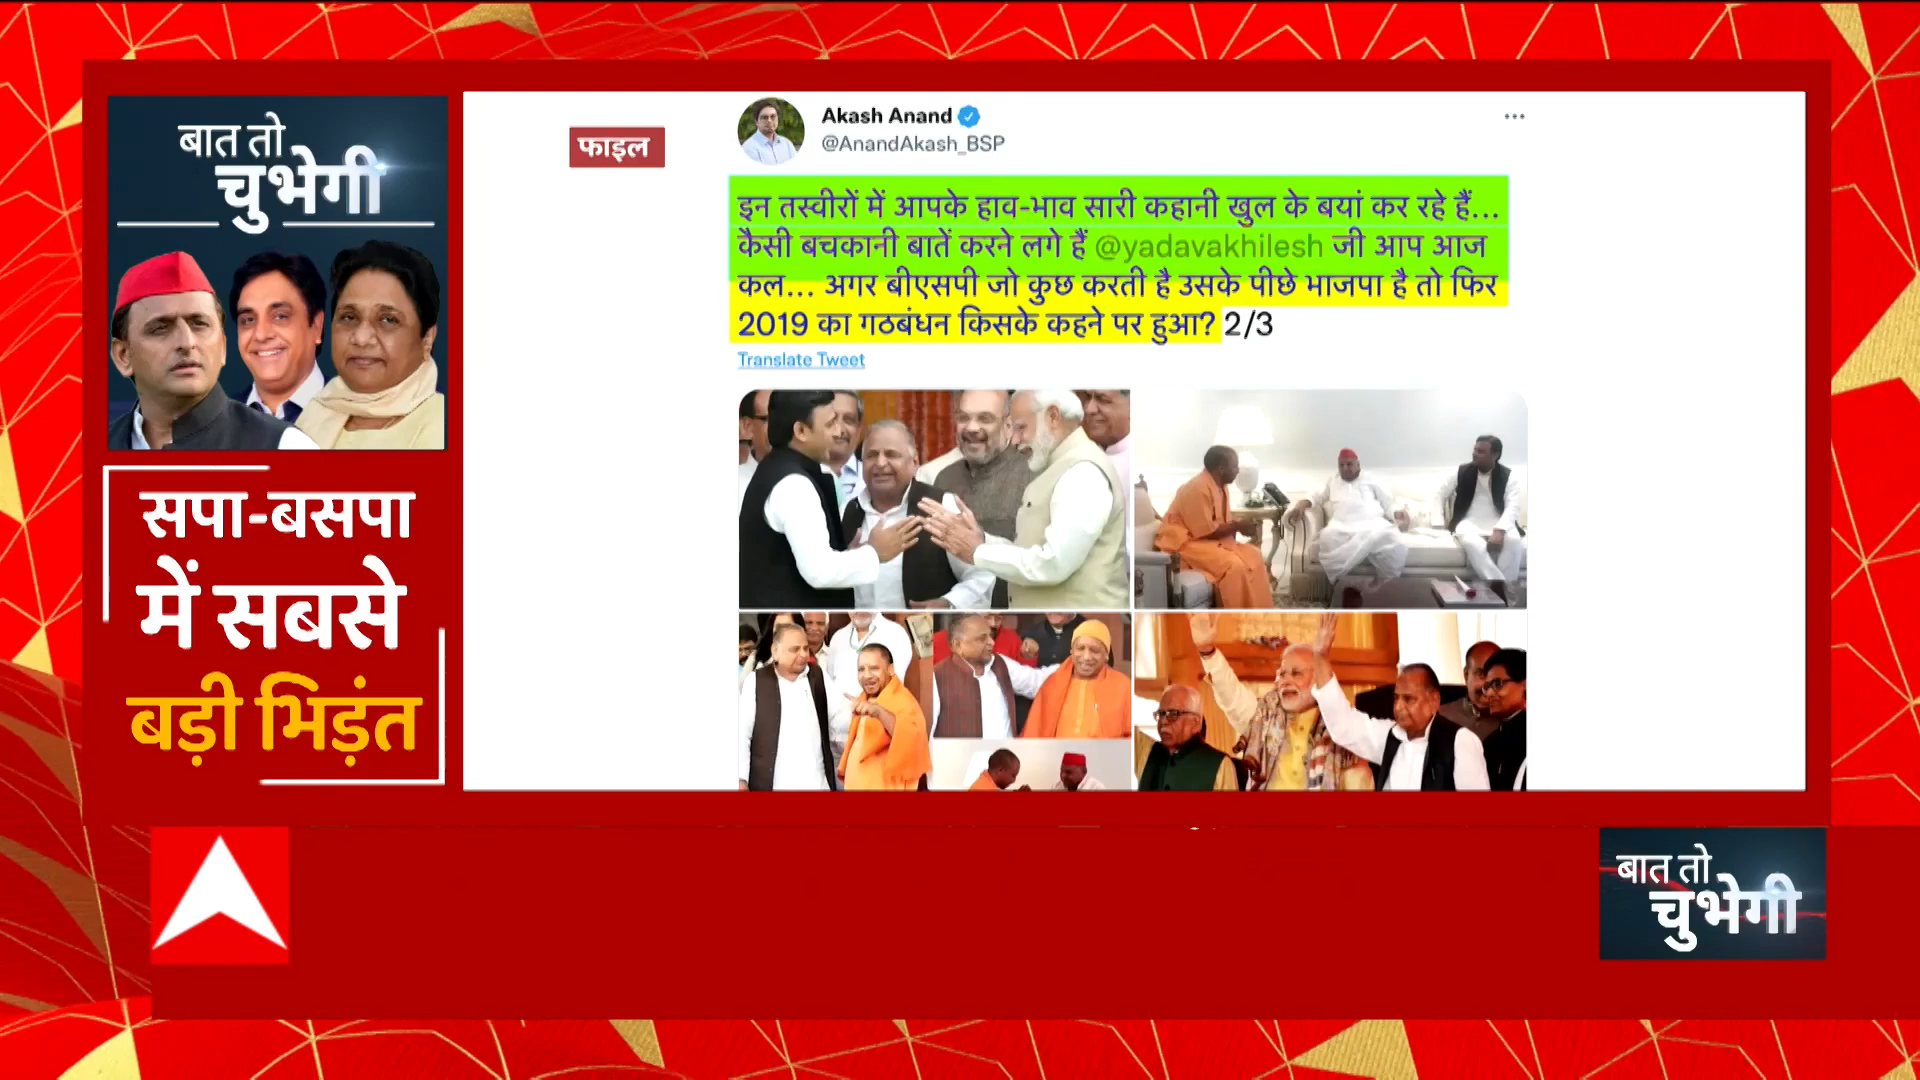 बात तो
चुभेगी
सपा-बसपा
में सबसे
बड़ी भिड़ंत
फाइल
Akash Anand
@AnandAkash_BSP
इन तस्वीरों में आपके हाव-भाव सारी कहानी खुल के बयां कर रहे हैं...
कैसी बचकानी बातें करने लगे हैं @yadavakhilesh जी आप आज
कल... अगर बीएसपी जो कुछ करती है उसके पीछे भाजपा है तो फिर
2019 का गठबंधन किसके कहने पर हुआ? 2/3
Translate Tweet
बात तो
चुभेगी